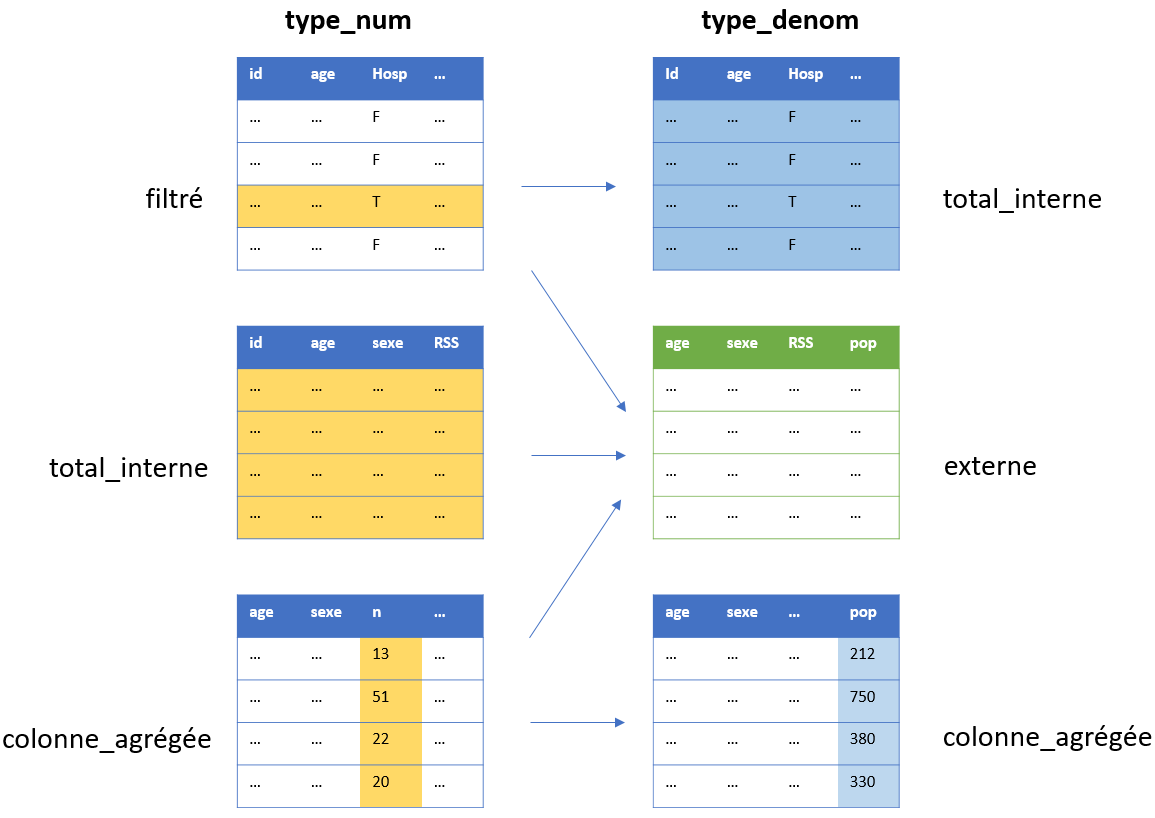 type_num type_denom
id age Hosp ... Id age Hosp ...
... ... F ... ... ... F ...
... ... F ... ... ... F ...
filtré ... ... T ... ... ... T ... total_interne
... ... F ... ... ... F ...
id age sexe RSS age sexe RSS pop
... ... ... ... ... ... ... ...
... ... ... ... ... ... ... ...
total_interne ... ... ... ... ... ... ... ... externe
... ... ... ... ... ... ... ...
age sexe n ... age sexe ... pop
... ... 13 ... ... ... ... 212
... ... 51 ... ... ... ... 750
colonne_agrégée ... ... 22 ... ... ... ... 380 colonne_agrégée
... ... 20 ... ... ... ... 330